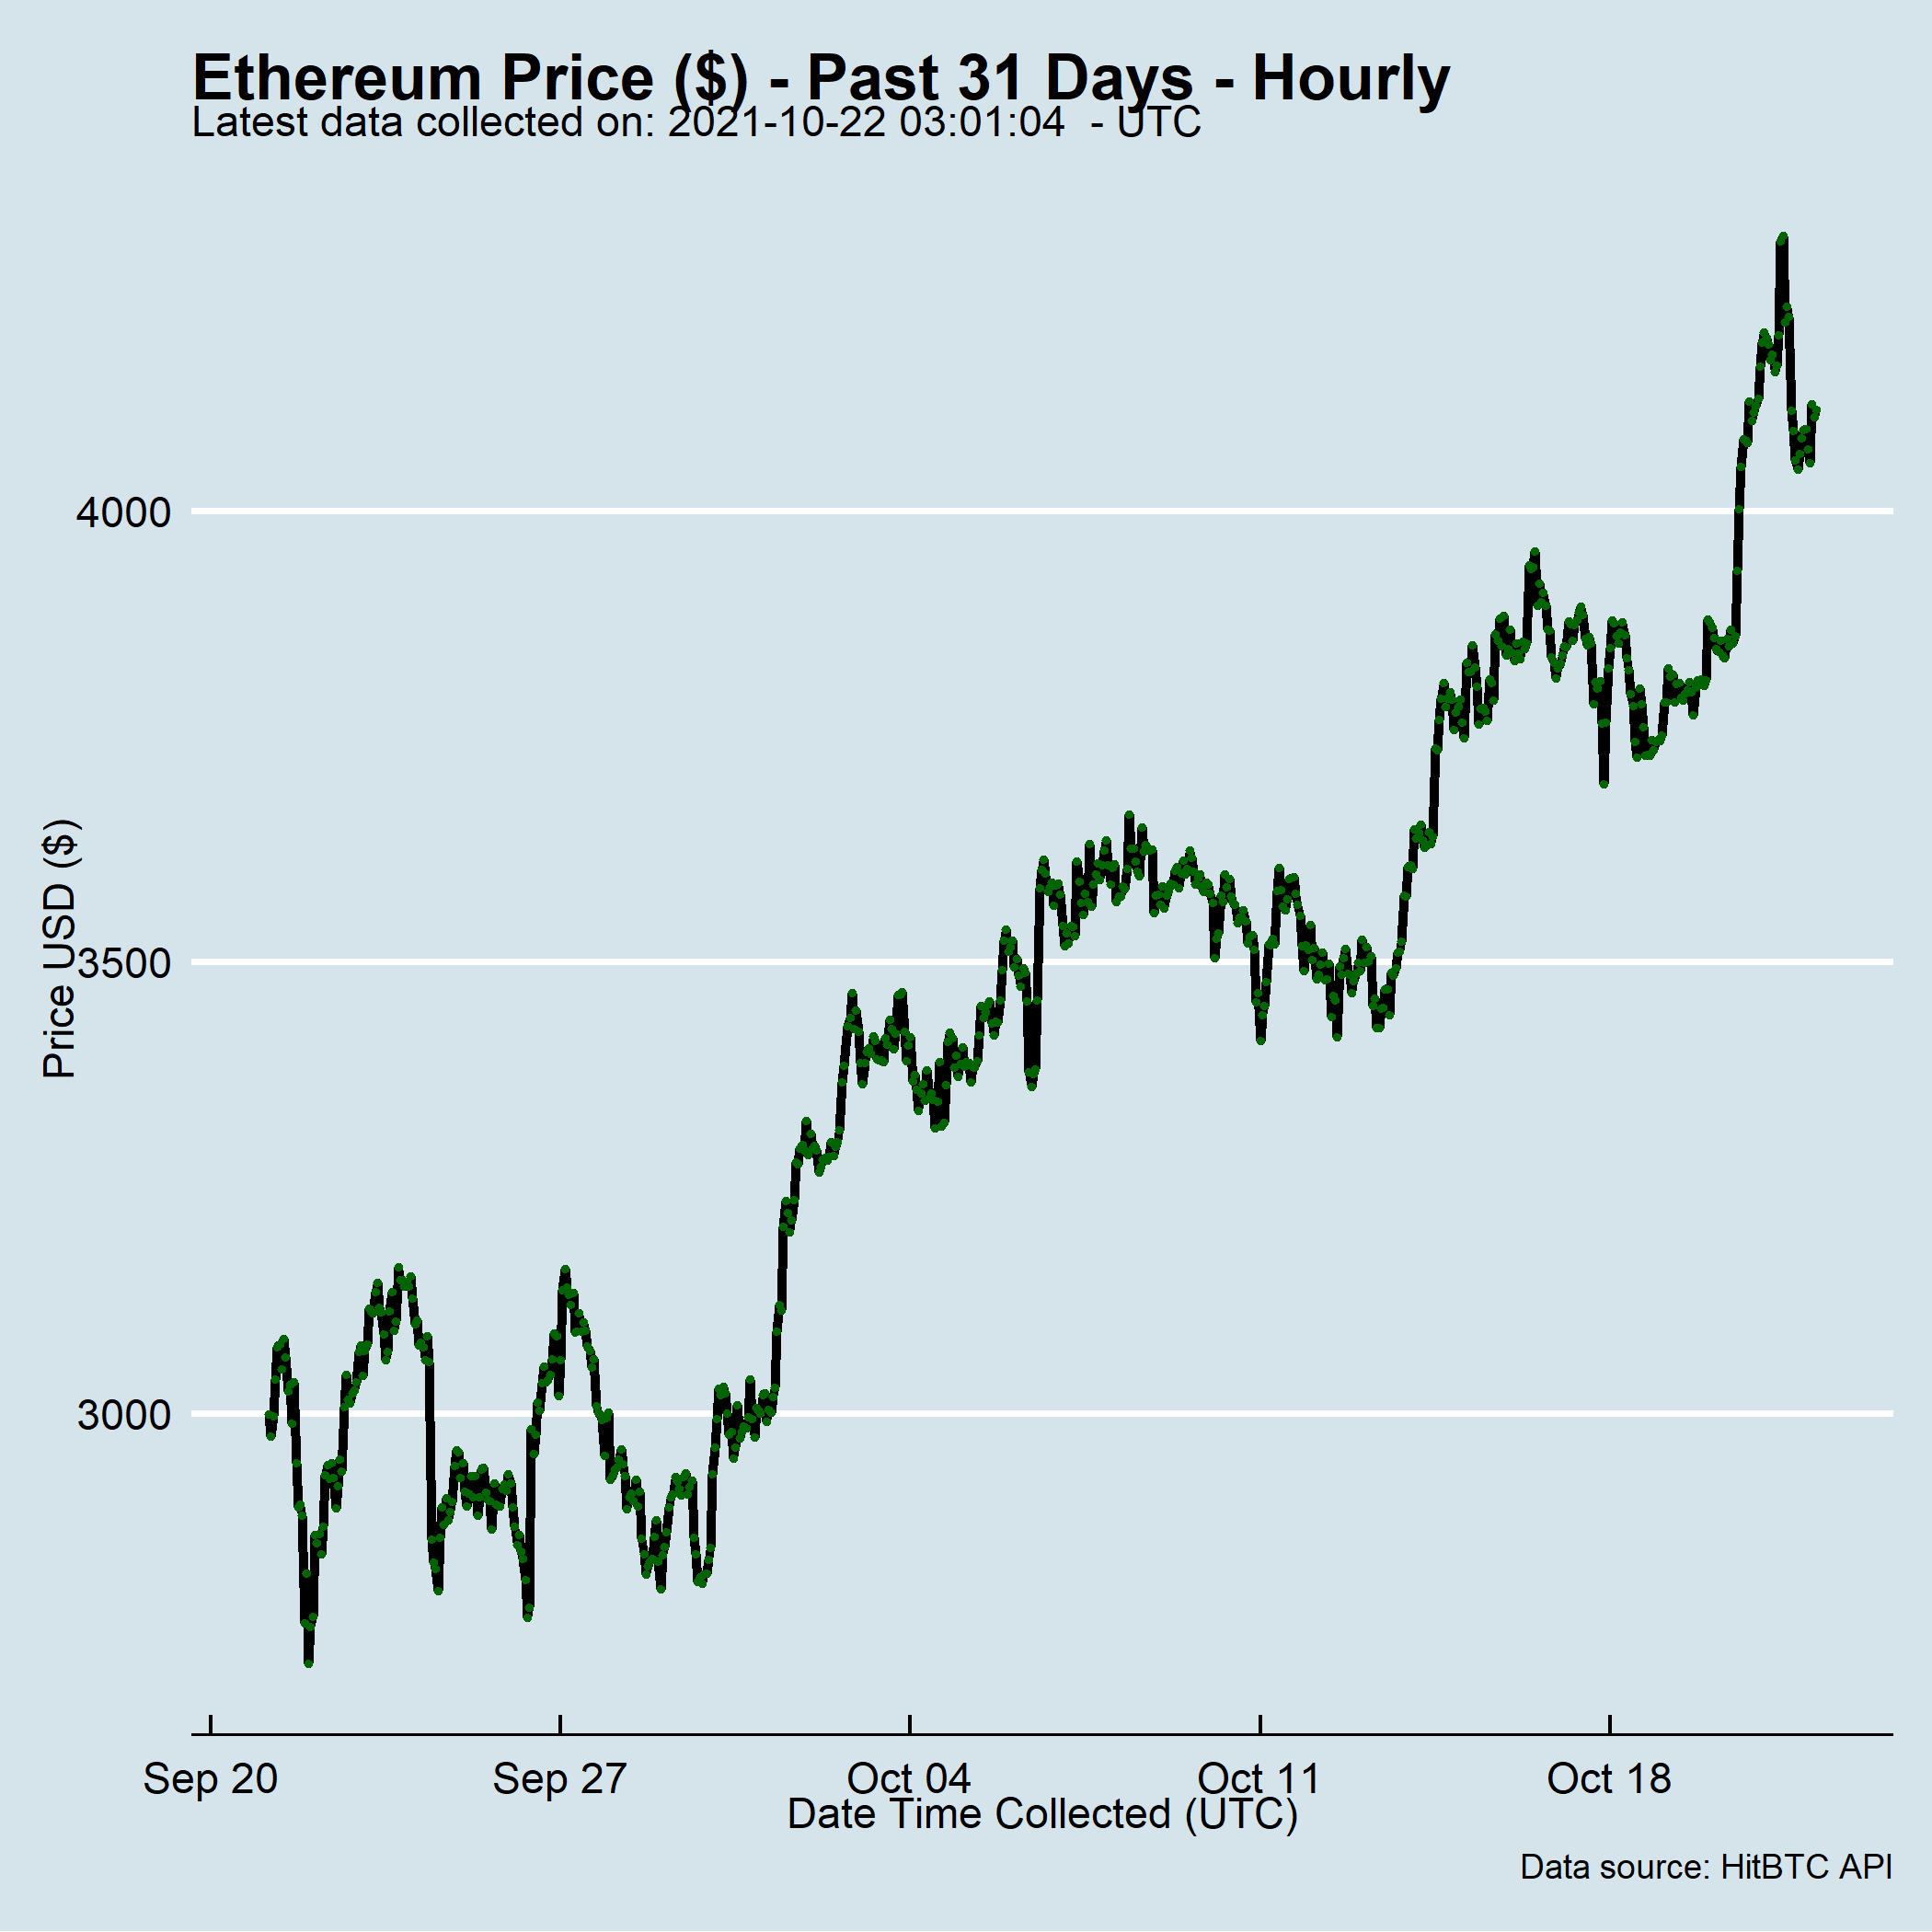 Ethereum Price ($) - Past 31 Days - Hourly
Latest data collected on: 2021-10-22 03:01:04  - UTC
Price USD ($)
4000
3500
3000
Sep 20
Sep 27
Oct 04
Oct 11
Oct 18
Date Time Collected (UTC)
Data source: HitBTC API